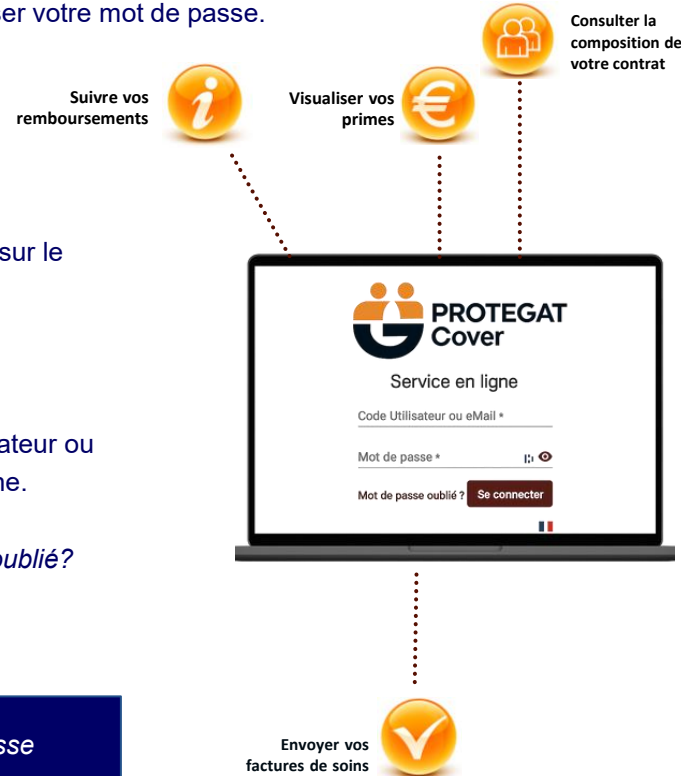 ser votre mot de passe.
Consulter la
composition de
votre contrat
Suivre vos
remboursements
Visualiser vos
primes
sur le
PROTEGAT
Cover
Service en ligne
Code Utilisateur ou eMail *
Mot de passe *
Mot de passe oublié ? Se connecter
ateur ou
ne.
oublié?
sse
Envoyer vos
factures de soins